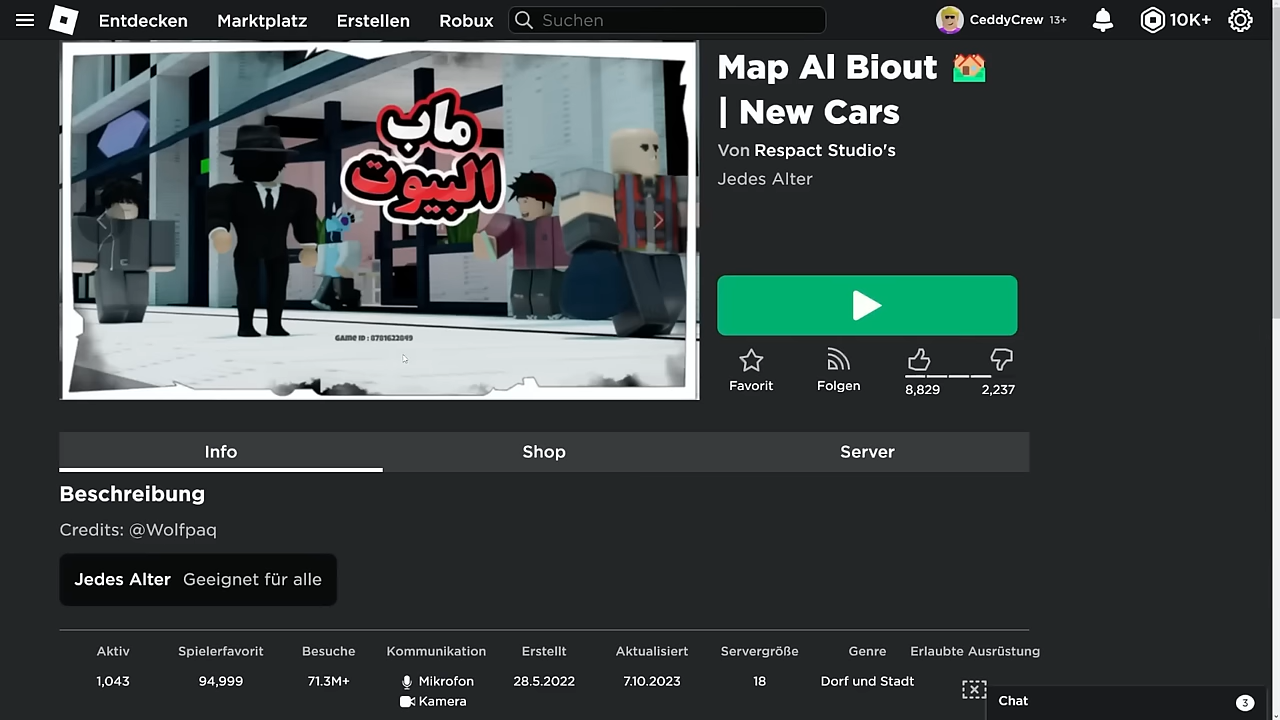 Entdecken
Marktplatz
Erstellen
Robux
Suchen
CeddyCrew 13+
10K+
ماب
البيوت
GAME ID : 8781622849
Map Al Biout
| New Cars
Von Respact Studio's
Jedes Alter
Favorit
Folgen
8,829
2,237
Info
Shop
Server
Beschreibung
Credits: @Wolfpaq
Jedes Alter Geeignet für alle
Aktiv
Spielerfavorit
Besuche
Kommunikation
Erstellt
Aktualisiert
Servergröße
Genre
Erlaubte Ausrüstung
1,043
94,999
71.3M+
Mikrofon
Kamera
28.5.2022
7.10.2023
18
Dorf und Stadt
Chat
3